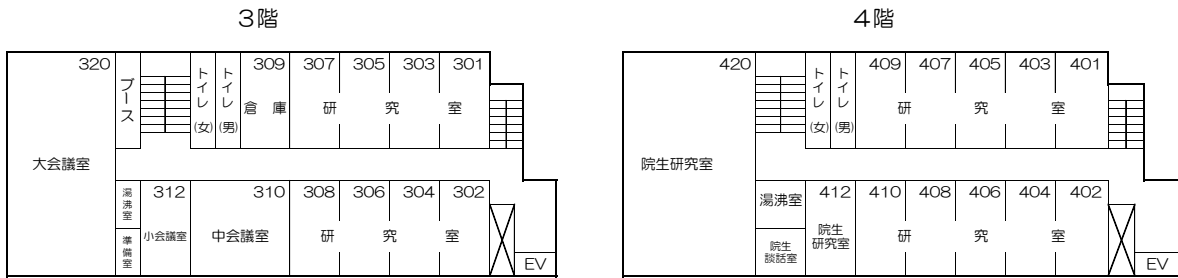 3階
320
ブース
トイレ(女)
トイレ(男)
309
307
305
303
301
倉庫
研究室
大会議室
湯沸室
準備室
312
310
308
306
304
302
小会議室
中会議室
研究室
EV
4階
420
トイレ(女)
トイレ(男)
409
407
405
403
401
研究室
院生研究室
湯沸室
院生
談話室
412
410
408
406
404
402
院生
研究室
研究室
EV